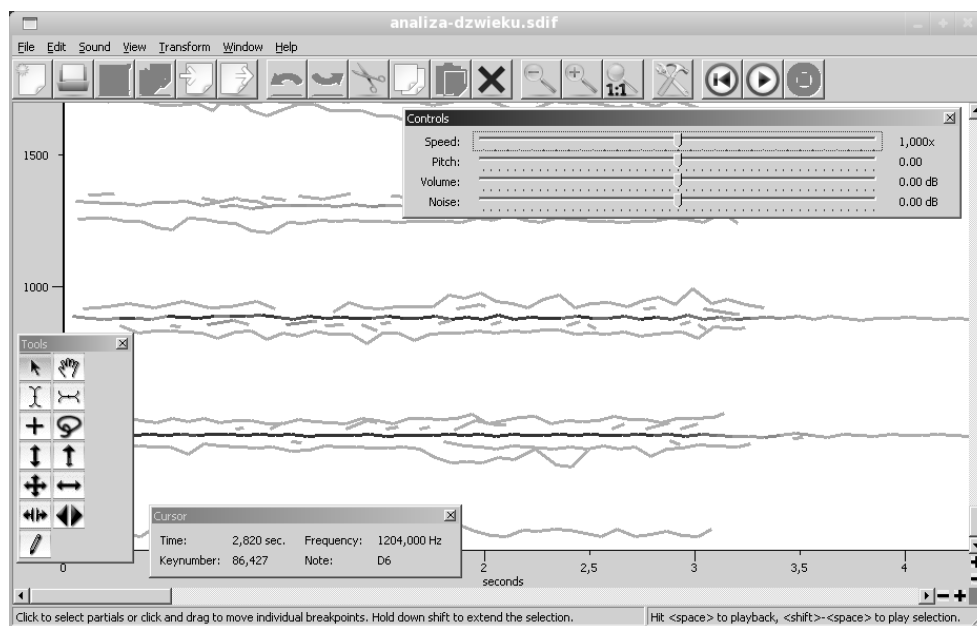 analiza-dzwieku.sdif
File Edit Sound View Transform Window Help
1:1
Controls
Speed: 1,000x
Pitch: 0.00
Volume: 0.00 dB
Noise: 0.00 dB
1500
1000
Tools
Cursor
Time: 2,820 sec. Frequency: 1204,000 Hz
Keynumber: 86,427 Note: D6
0 2 2,5 3 3,5 4
seconds
Click to select partials or click and drag to move individual breakpoints. Hold down shift to extend the selection. Hit <space> to playback, <shift>-<space> to play selection.